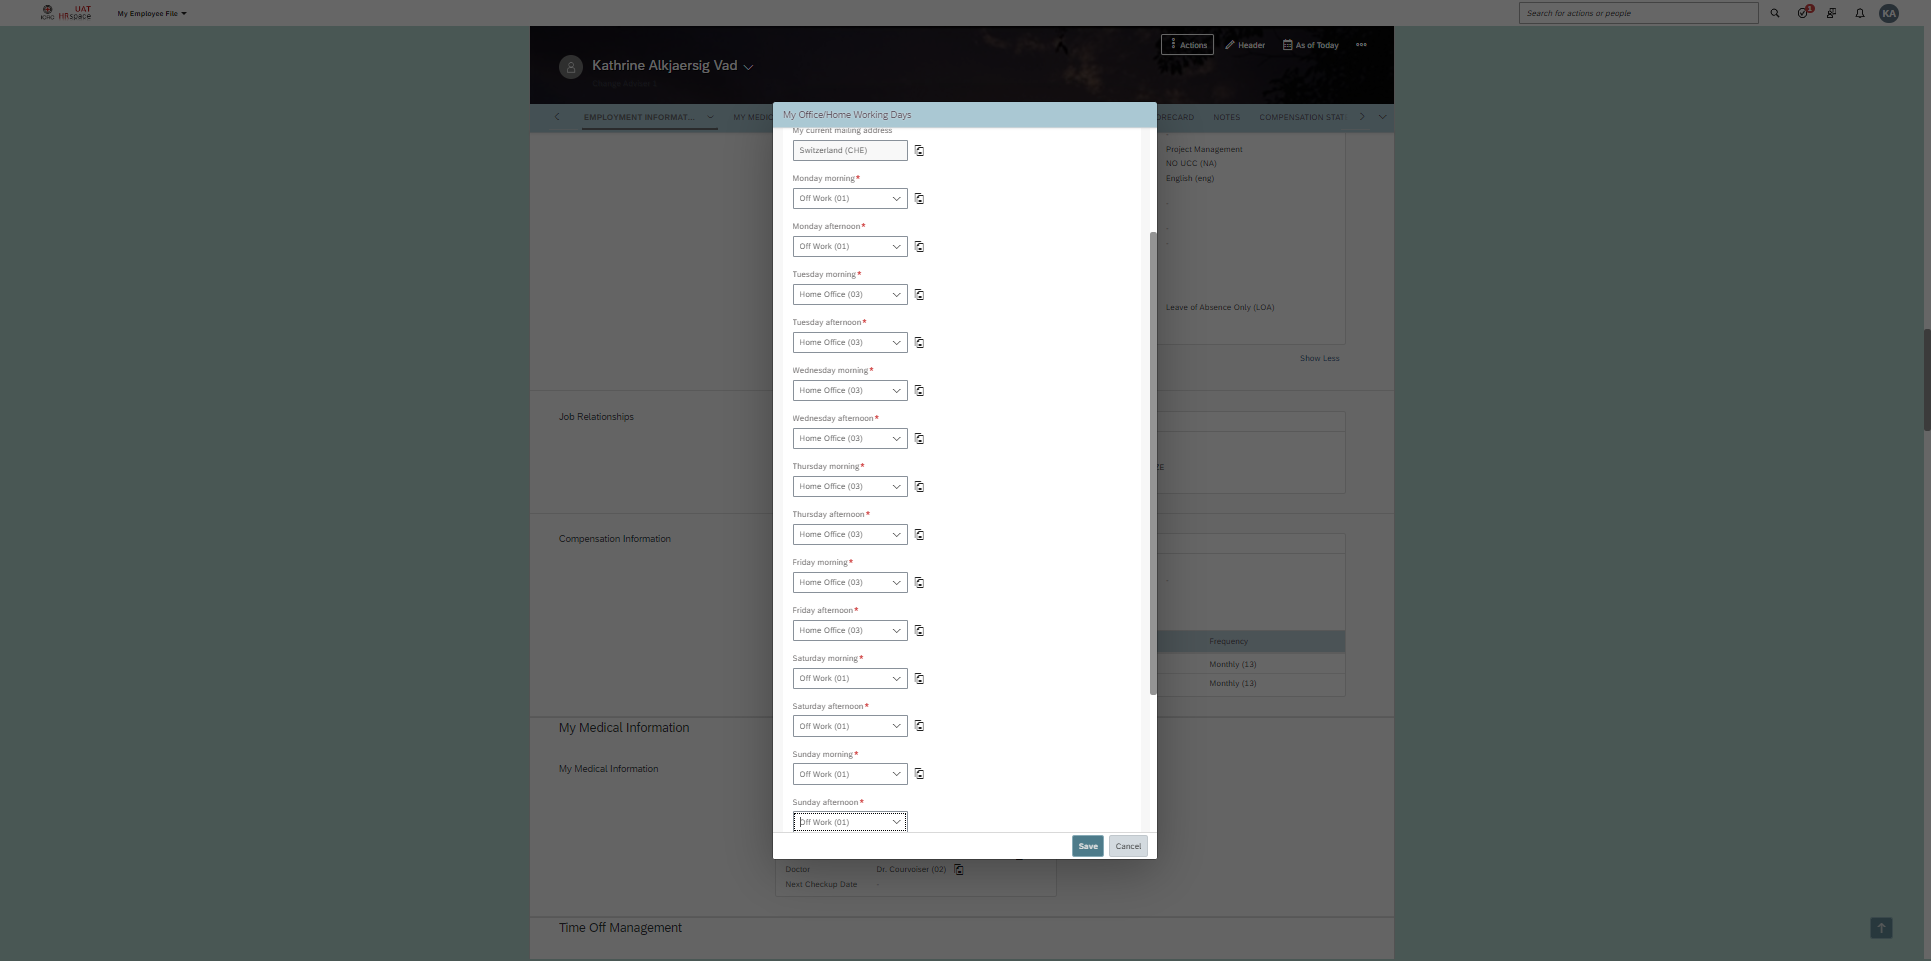 UAT
ICRC HRspace
My Employee File
Search for actions or people
1
KA
Actions
Header
As of Today
Kathrine Alkjaersig Vad
EMPLOYMENT INFORMAT...
MY MEDIC
ORECARD
NOTES
COMPENSATION STAT
My Office/Home Working Days
My current mailing address
Switzerland (CHE)
Monday morning*
Off Work (01)
Monday afternoon*
Off Work (01)
Tuesday morning*
Home Office (03)
Tuesday afternoon*
Home Office (03)
Wednesday morning*
Home Office (03)
Wednesday afternoon*
Home Office (03)
Thursday morning*
Home Office (03)
Thursday afternoon*
Home Office (03)
Friday morning*
Home Office (03)
Friday afternoon*
Home Office (03)
Saturday morning*
Off Work (01)
Saturday afternoon*
Off Work (01)
Sunday morning*
Off Work (01)
Sunday afternoon*
Off Work (01)
Save
Cancel
Project Management
NO UCC (NA)
English (eng)
Leave of Absence Only (LOA)
Show Less
Job Relationships
Compensation Information
Frequency
Monthly (13)
Monthly (13)
My Medical Information
My Medical Information
Doctor
Dr. Courvoiser (02)
Next Checkup Date
-
Time Off Management